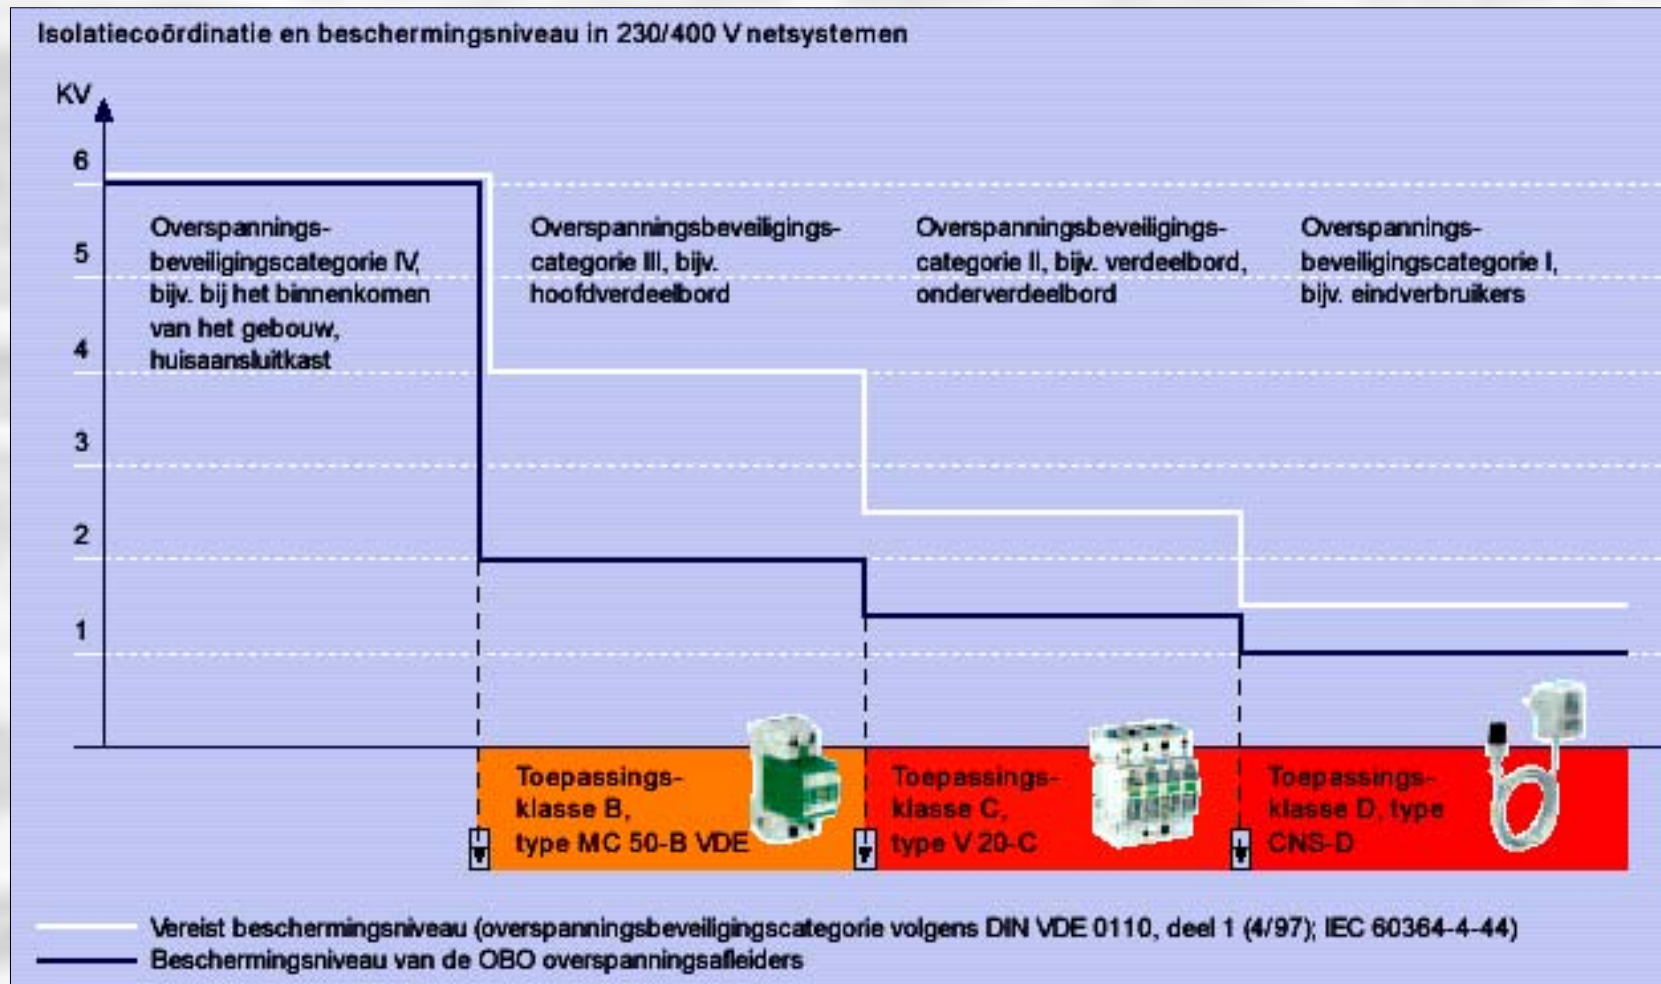 Isolatiecoördinatie en beschermingsniveau in 230/400 V netsystemen
KV
6
5
4
3
2
1
Overspannings-
beveiligingscategorie IV,
bijv. bij het binnenkomen
van het gebouw,
huisaansluitkast
Overspanningsbeveiligings-
categorie III, bijv.
hoofdverdeelbord
Overspanningsbeveiligings-
categorie II, bijv. verdeelbord,
onderverdeelbord
Overspannings-
beveiligingscategorie I,
bijv. eindverbruikers
Toepassings-
klasse B,
type MC 50-B VDE
Toepassings-
klasse C,
type V 20-C
Toepassings-
klasse D, type
CNS-D
Vereist beschermingsniveau (overspanningsbeveiligingscategorie volgens DIN VDE 0110, deel 1 (4/97); IEC 60364-4-44)
Beschermingsniveau van de OBO overspanningsafleiders